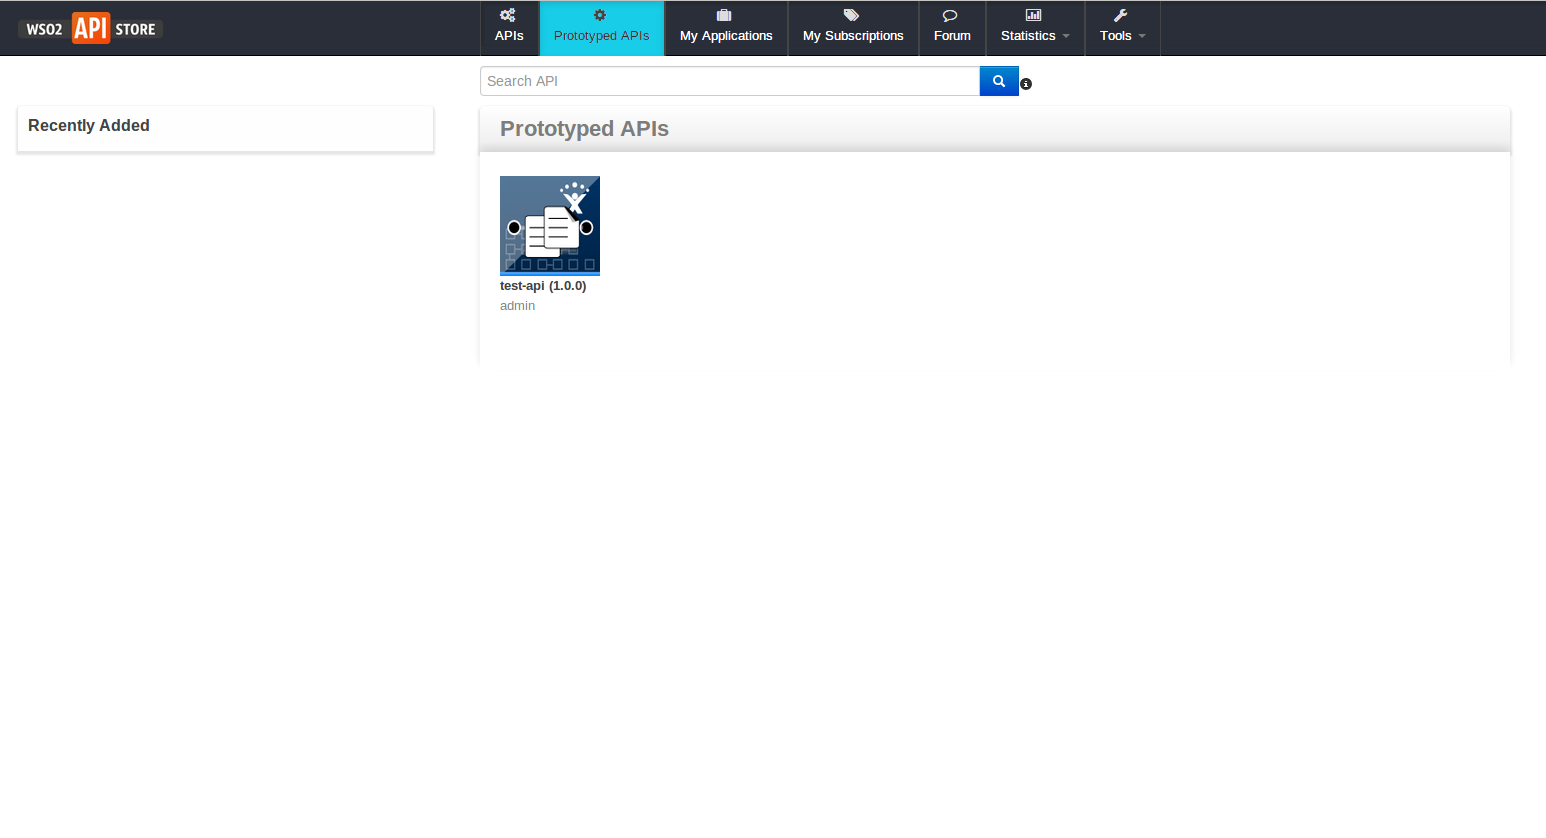 WSO2 API STORE
APIs
Prototyped APIs
My Applications
My Subscriptions
Forum
Statistics
Tools
Search API
Recently Added
Prototyped APIs
test-api (1.0.0)
admin